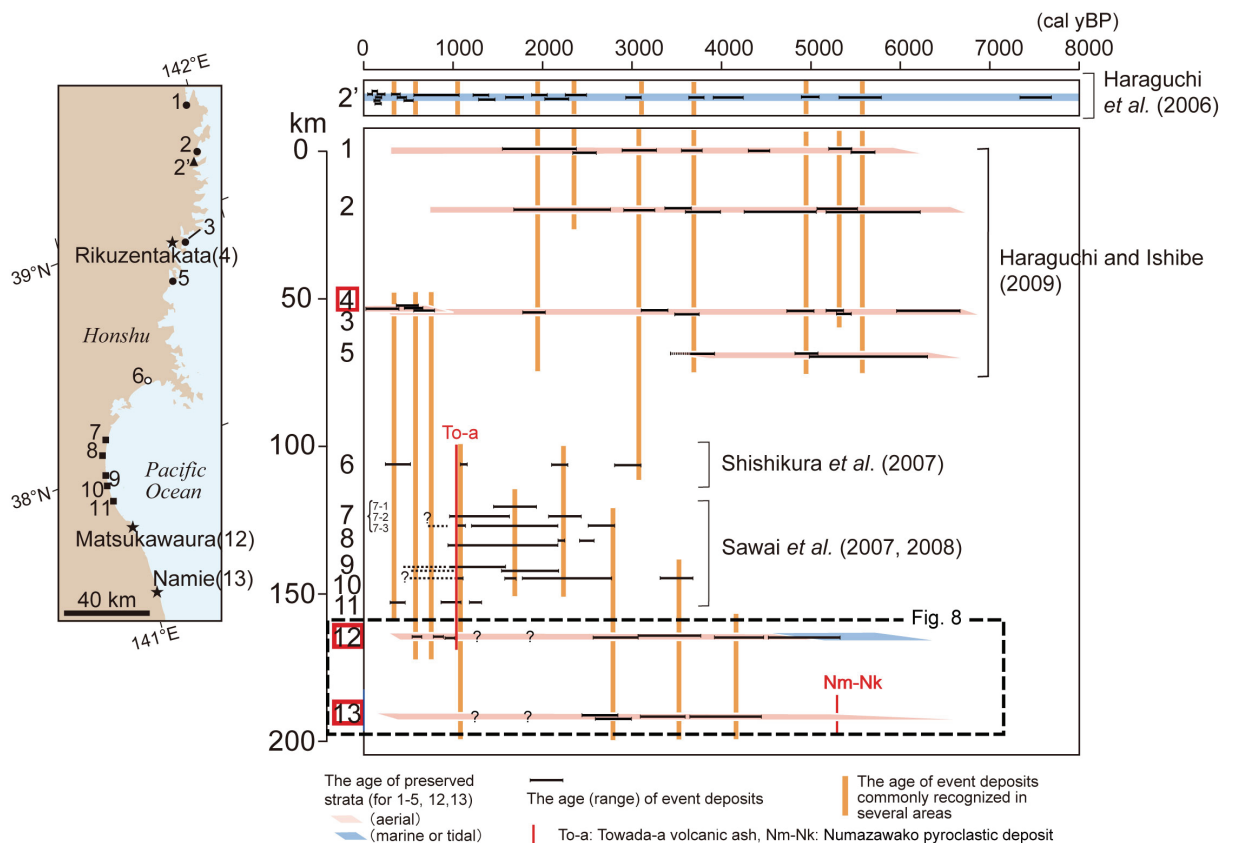 (cal yBP)
0 1000 2000 3000 4000 5000 6000 7000 8000
2'
Haraguchi
et al. (2006)
km
0
50
100
150
200
1
2
4
3
5
6
7
7-1
7-2
7-3
8
9
10
11
12
13
Haraguchi and Ishibe
(2009)
To-a
Shishikura et al. (2007)
?
Sawai et al. (2007, 2008)
?
Fig. 8
? ?
Nm-Nk
? ?
142°E
1
2
2'
3
Rikuzentakata(4)
39°N
5
Honshu
6
7
8
9
10
11
Pacific
Ocean
38°N
Matsukawaura(12)
Namie(13)
40 km
141°E
The age of preserved
strata (for 1-5, 12,13)
(aerial)
(marine or tidal)
The age (range) of event deposits
The age of event deposits
commonly recognized in
several areas
To-a: Towada-a volcanic ash, Nm-Nk: Numazawako pyroclastic deposit